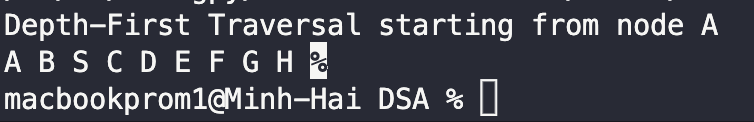 Depth-First Traversal starting from node A
A B S C D E F G H %
macbookprom1@Minh-Hai DSA %